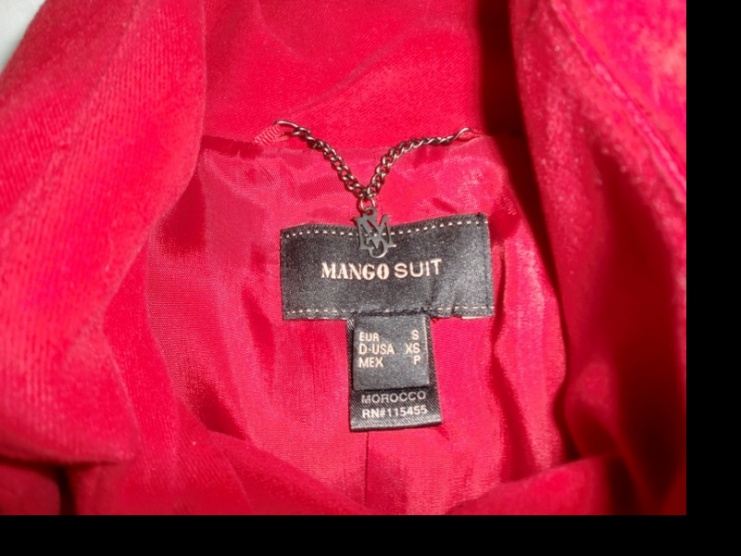 MANGO SUIT
EUR S
D-USA XS
MEX P
MOROCCO
RN#115455